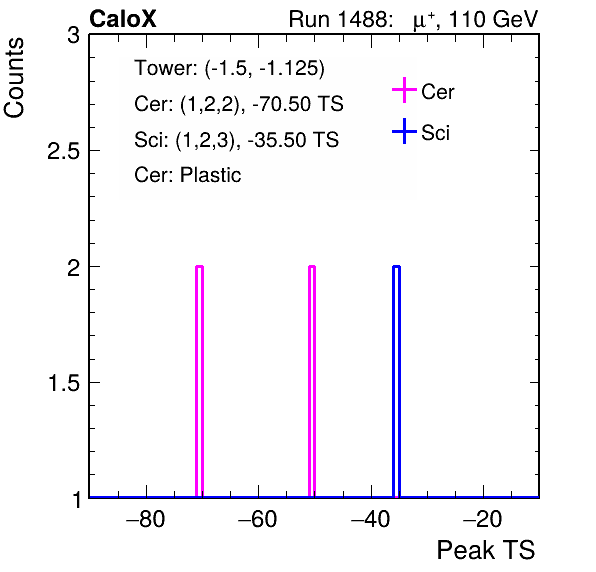 CaloX Run 1488: μ⁺, 110 GeV
Counts
3
2.5
2
1.5
1
Tower: (-1.5, -1.125)
Cer: (1,2,2), -70.50 TS
Sci: (1,2,3), -35.50 TS
Cer: Plastic
Cer
Sci
−80 −60 −40 −20
Peak TS